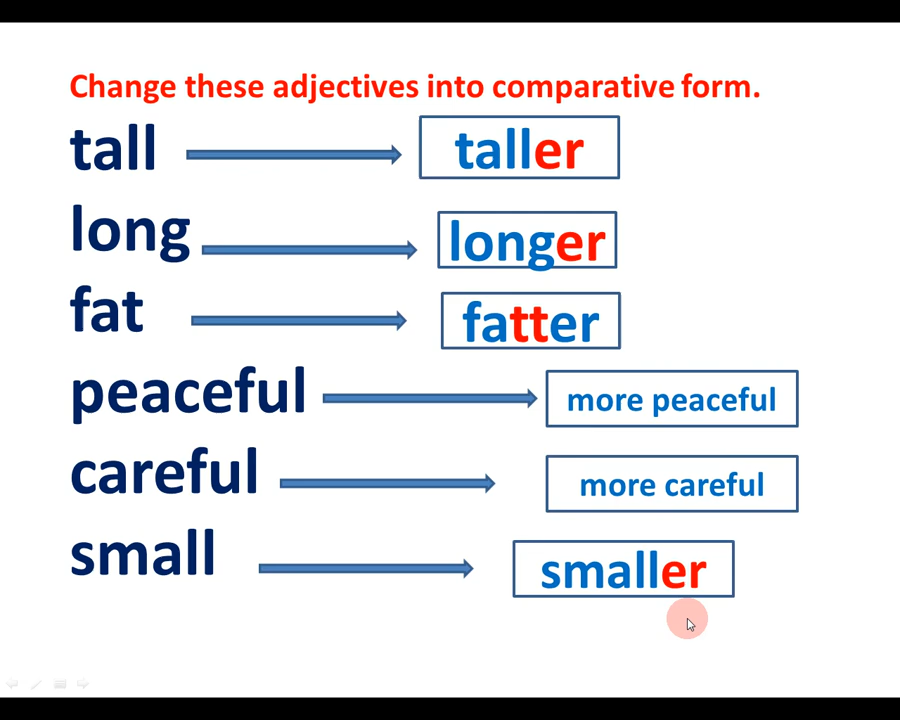 Change these adjectives into comparative form.
tall taller
long longer
fat fatter
peaceful more peaceful
careful more careful
small smaller